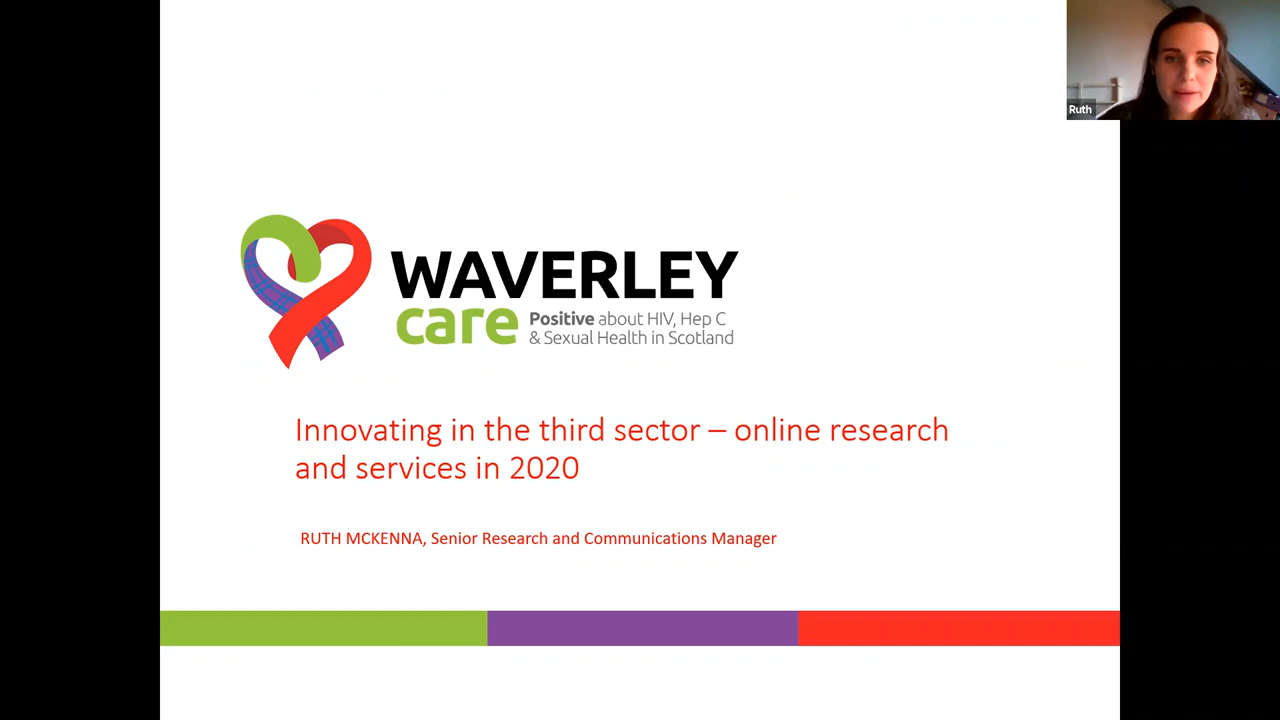 Ruth
WAVERLEY
care
Positive about HIV, Hep C
& Sexual Health in Scotland
Innovating in the third sector – online research
and services in 2020
RUTH MCKENNA, Senior Research and Communications Manager